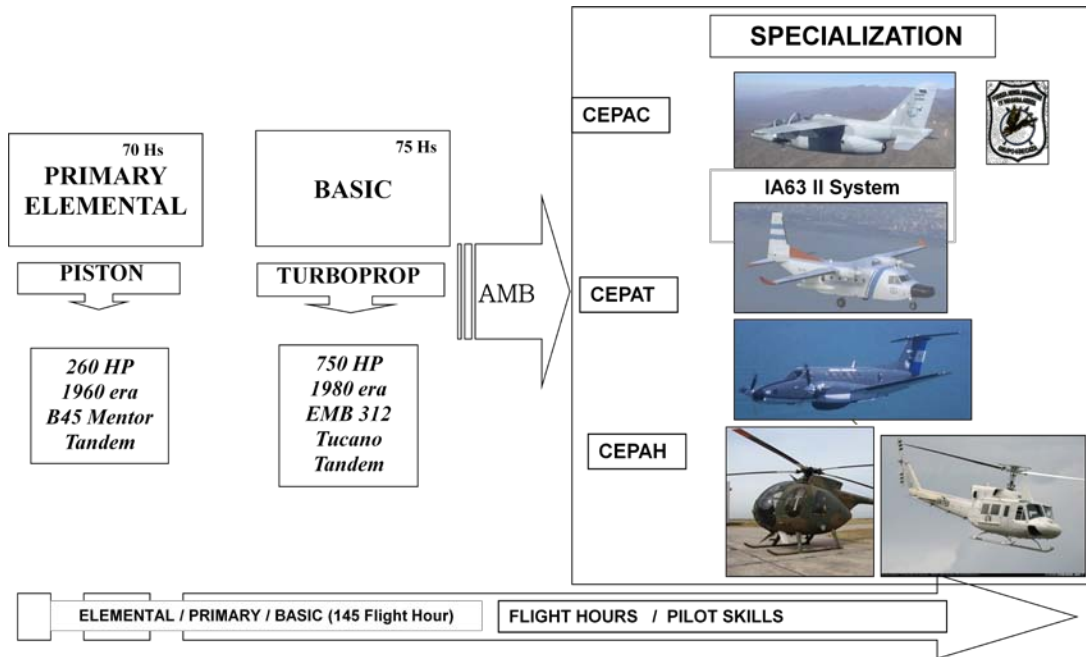 SPECIALIZATION
CEPAC
70 Hs
PRIMARY
ELEMENTAL
75 Hs
BASIC
IA63 II System
PISTON
TURBOPROP
AMB
CEPAT
260 HP
1960 era
B45 Mentor
Tandem
750 HP
1980 era
EMB 312
Tucano
Tandem
CEPAH
ELEMENTAL / PRIMARY / BASIC (145 Flight Hour)
FLIGHT HOURS / PILOT SKILLS